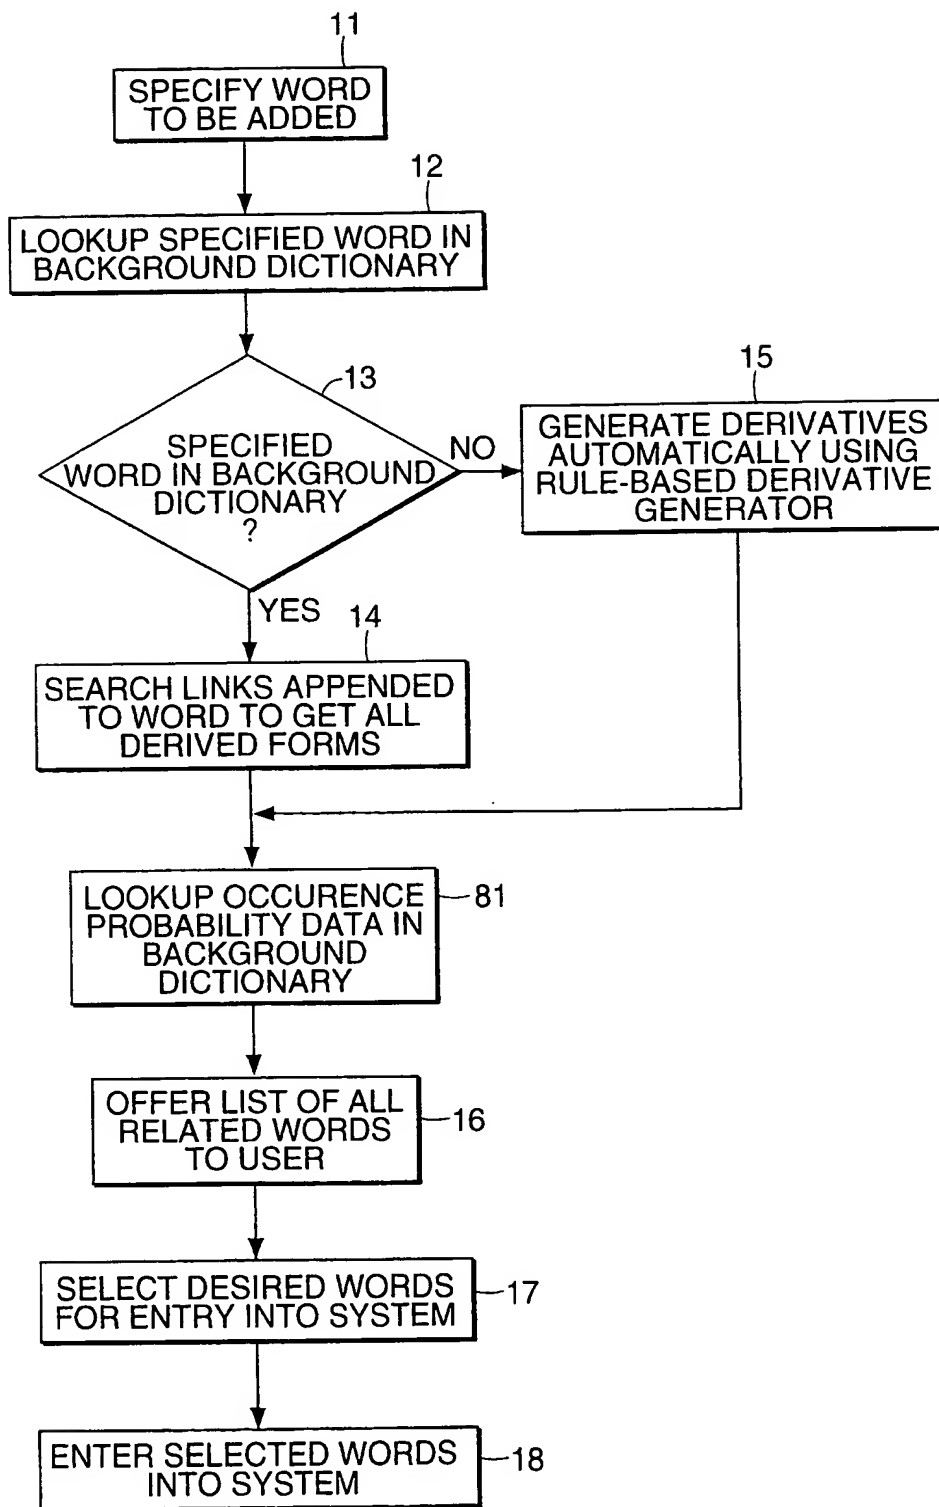 11
SPECIFY WORD
TO BE ADDED
12
LOOKUP SPECIFIED WORD IN
BACKGROUND DICTIONARY
13
SPECIFIED
WORD IN BACKGROUND
DICTIONARY
?
NO
15
GENERATE DERIVATIVES
AUTOMATICALLY USING
RULE-BASED DERIVATIVE
GENERATOR
YES
14
SEARCH LINKS APPENDED
TO WORD TO GET ALL
DERIVED FORMS
LOOKUP OCCURENCE
PROBABILITY DATA IN
BACKGROUND
DICTIONARY
81
OFFER LIST OF ALL
RELATED WORDS
TO USER
16
SELECT DESIRED WORDS
FOR ENTRY INTO SYSTEM
17
ENTER SELECTED WORDS
INTO SYSTEM
18